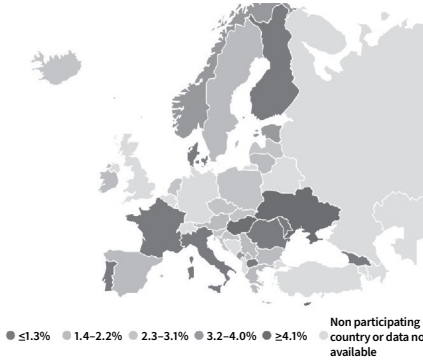 Non participating
≤1.3% 1.4–2.2% 2.3–3.1% 3.2–4.0% ≥4.1% country or data no
available